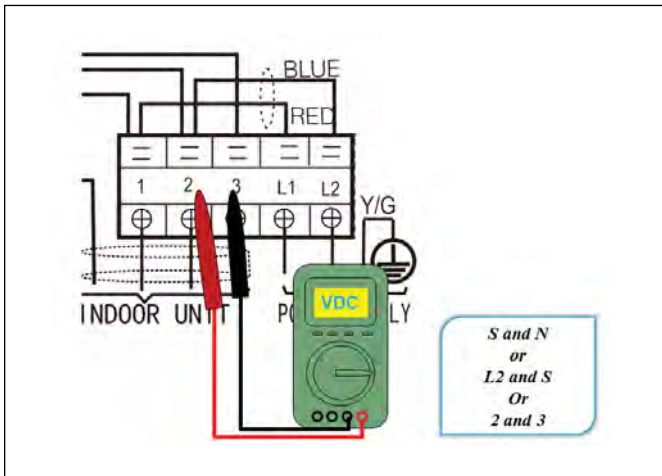 BLUE
RED
1 2 3 L1 L2
Y/G
INDOOR UNIT
VDC
S and N
or
L2 and S
Or
2 and 3